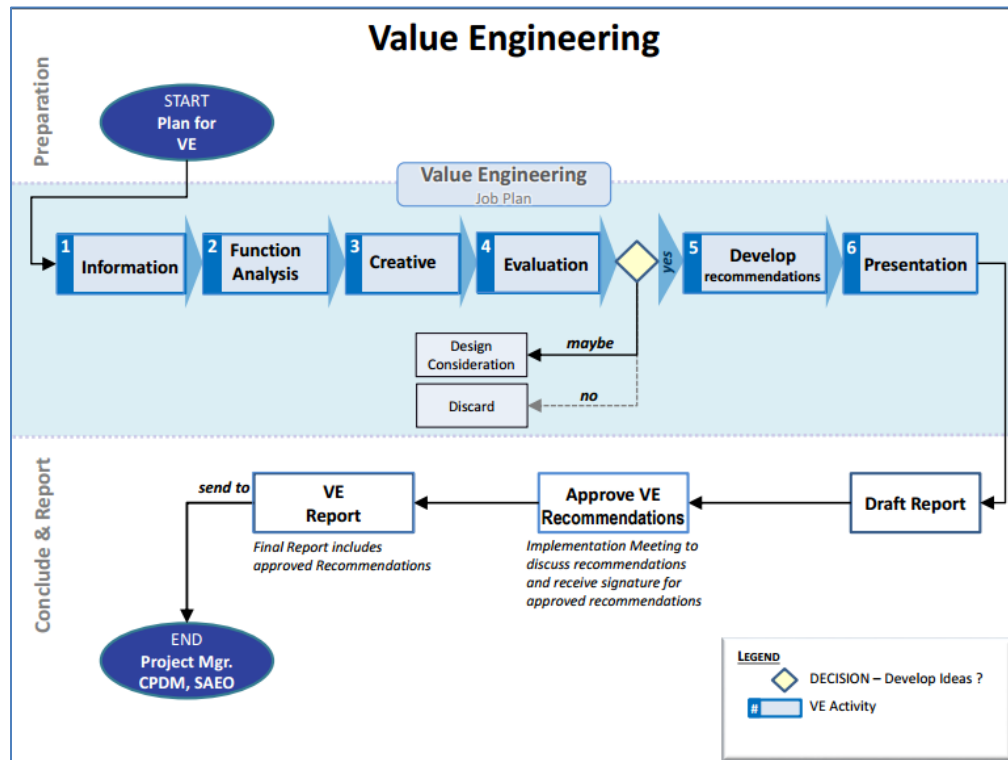 Value Engineering
Preparation
START
Plan for
VE
Value Engineering
Job Plan
1
Information
2
Function
Analysis
3
Creative
4
Evaluation
yes
5
Develop
recommendations
6
Presentation
Design
Consideration
maybe
Discard
no
Conclude & Report
send to
VE
Report
Final Report includes
approved Recommendations
Approve VE
Recommendations
Implementation Meeting to
discuss recommendations
and receive signature for
approved recommendations
Draft Report
END
Project Mgr.
CPDM, SAEO
LEGEND
DECISION – Develop Ideas ?
#
VE Activity